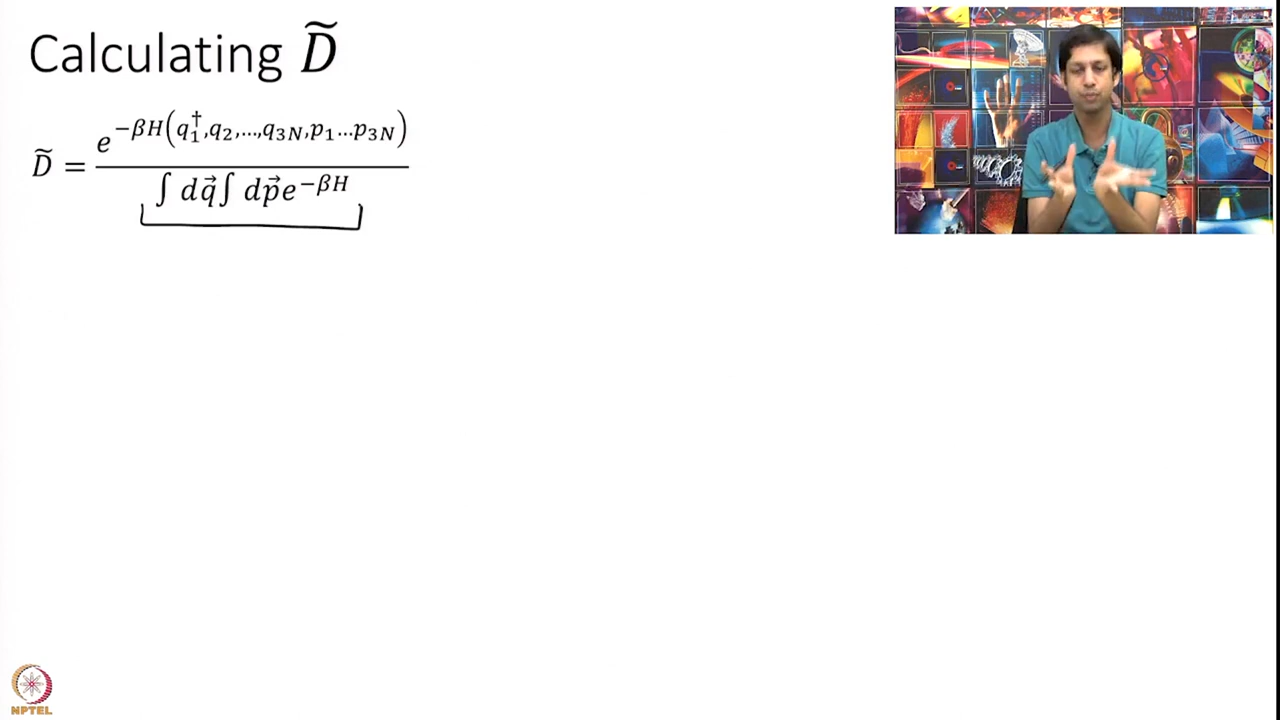 Calculating D̃
D̃ = e^{−βH(q₁†,q₂,…,q₃N,p₁…p₃N)} / ∫ dq⃗ ∫ dp⃗ e^{−βH}
NPTEL